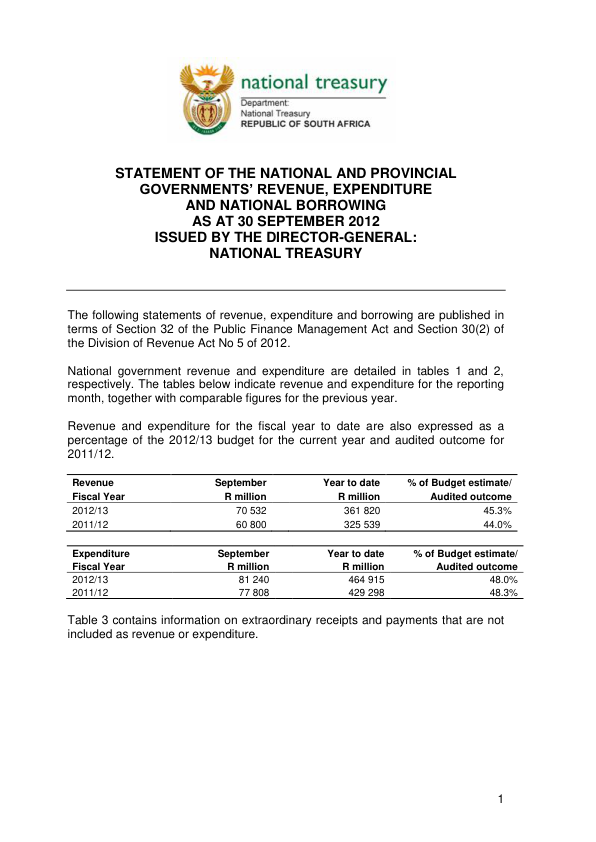 national treasury
Department:
National Treasury
REPUBLIC OF SOUTH AFRICA
STATEMENT OF THE NATIONAL AND PROVINCIAL
GOVERNMENTS' REVENUE, EXPENDITURE
AND NATIONAL BORROWING
AS AT 30 SEPTEMBER 2012
ISSUED BY THE DIRECTOR-GENERAL:
NATIONAL TREASURY
The following statements of revenue, expenditure and borrowing are published in
terms of Section 32 of the Public Finance Management Act and Section 30(2) of
the Division of Revenue Act No 5 of 2012.
National government revenue and expenditure are detailed in tables 1 and 2,
respectively. The tables below indicate revenue and expenditure for the reporting
month, together with comparable figures for the previous year.
Revenue and expenditure for the fiscal year to date are also expressed as a
percentage of the 2012/13 budget for the current year and audited outcome for
2011/12.
Revenue September Year to date % of Budget estimate/
Fiscal Year R million R million Audited outcome
2012/13 70 532 361 820 45.3%
2011/12 60 800 325 539 44.0%
Expenditure September Year to date % of Budget estimate/
Fiscal Year R million R million Audited outcome
2012/13 81 240 464 915 48.0%
2011/12 77 808 429 298 48.3%
Table 3 contains information on extraordinary receipts and payments that are not
included as revenue or expenditure.
1